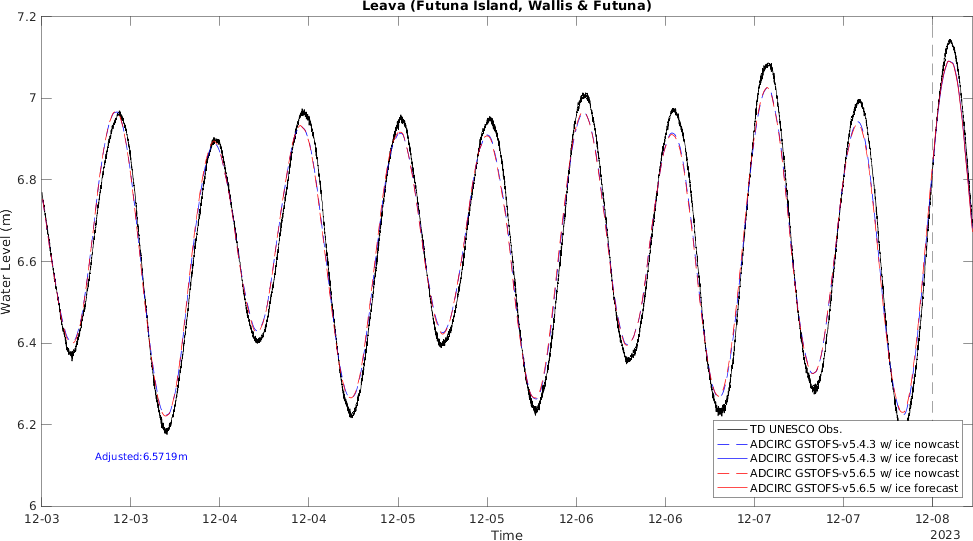 Leava (Futuna Island, Wallis & Futuna)
7.2
7
6.8
6.6
6.4
6.2
6
Water Level (m)
Adjusted:6.5719m
TD UNESCO Obs.
ADCIRC GSTOFS-v5.4.3 w/ ice nowcast
ADCIRC GSTOFS-v5.4.3 w/ ice forecast
ADCIRC GSTOFS-v5.6.5 w/ ice nowcast
ADCIRC GSTOFS-v5.6.5 w/ ice forecast
12-03 12-03 12-04 12-04 12-05 12-05 12-06 12-06 12-07 12-07 12-08
2023
Time